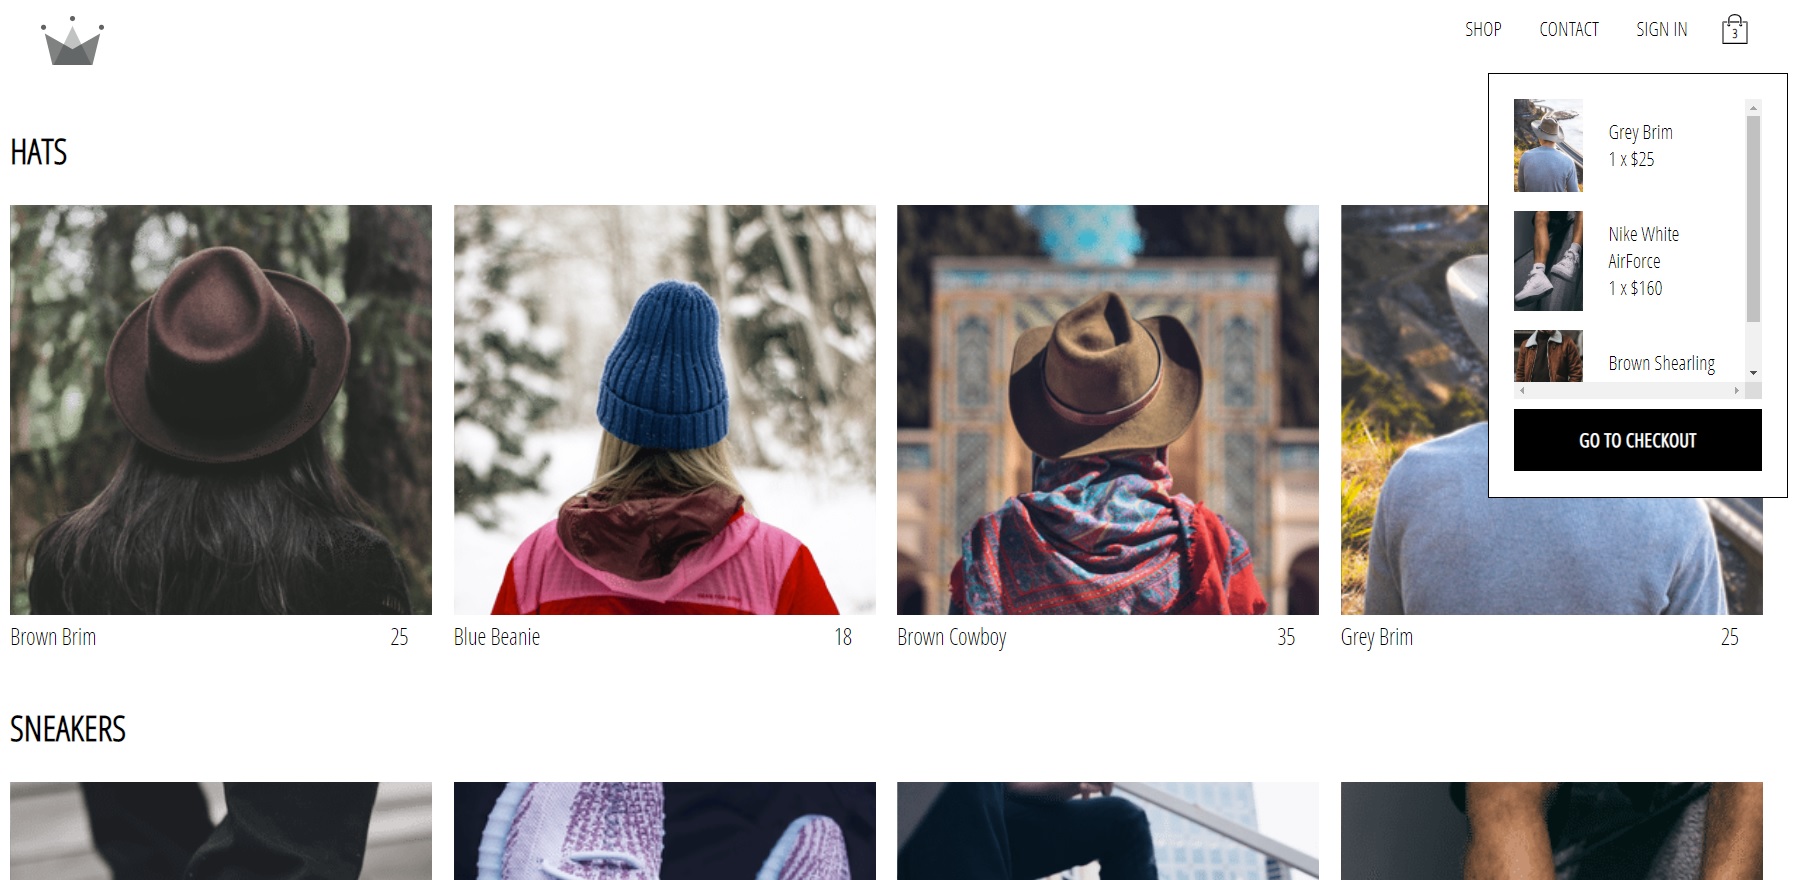 SHOP
CONTACT
SIGN IN
3
Grey Brim
1 x $25
Nike White
AirForce
1 x $160
Brown Shearling
GO TO CHECKOUT
HATS
Brown Brim
25
Blue Beanie
18
Brown Cowboy
35
Grey Brim
25
SNEAKERS